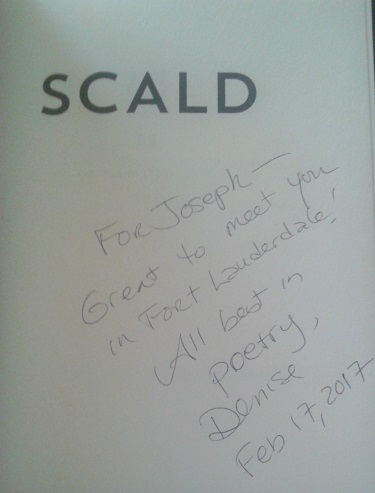 SCALD
For Joseph—
Great to meet you
in Fort Lauderdale!
All best in
poetry,
Denise
Feb 17, 2017